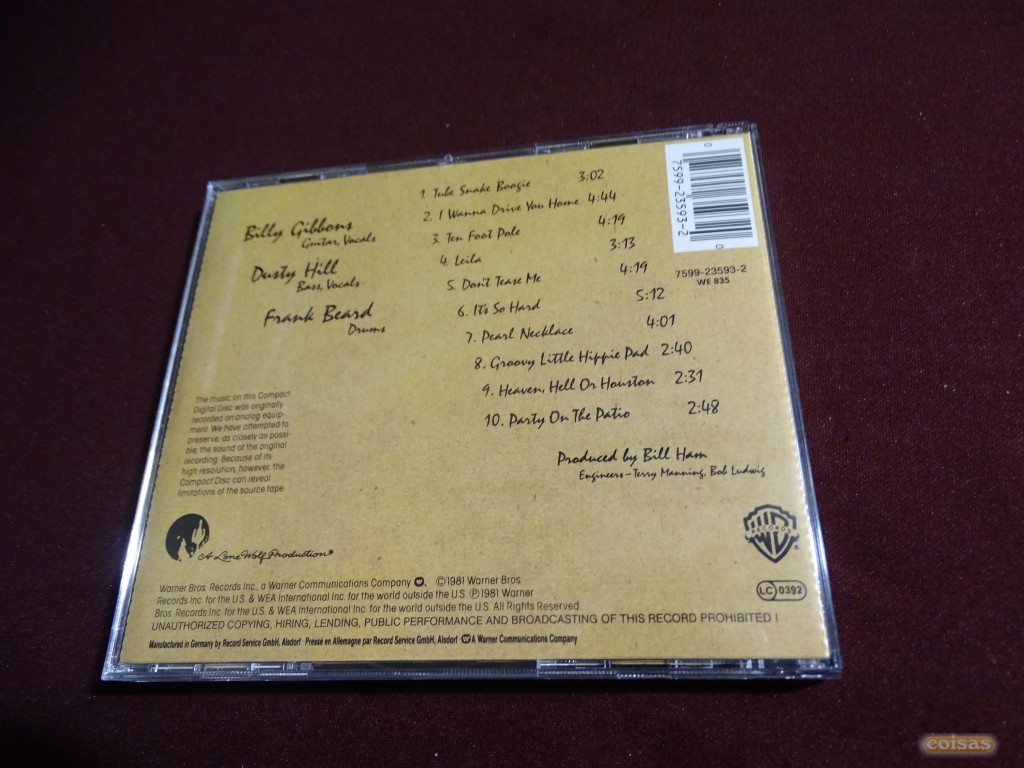 Billy Gibbons
Guitar, Vocals
Dusty Hill
Bass, Vocals
Frank Beard
Drums
1. Tube Snake Boogie 3:02
2. I Wanna Drive You Home 4:44
3. Ten Foot Pole 4:19
4. Leila 3:13
5. Don't Tease Me 4:19
6. It's So Hard 5:12
7. Pearl Necklace 4:01
8. Groovy Little Hippie Pad 2:40
9. Heaven, Hell Or Houston 2:31
10. Party On The Patio 2:48
Produced by Bill Ham
Engineers - Terry Manning, Bob Ludwig
0
7599-23593-2
0
7599-23593-2
WE 835
The music on this Compact
Digital Disc was originally
recorded on analog equip-
ment. We have attempted to
preserve, as closely as possi-
ble, the sound of the original
recording. Because of its
high resolution, however, the
Compact Disc can reveal
limitations of the source tape.
A Lone Wolf Production®
WB
RECORDS
®
LC 0392
Warner Bros. Records Inc., a Warner Communications Company W, ©1981 Warner Bros.
Records Inc. for the U.S. & WEA International Inc. for the world outside the U.S. ℗1981 Warner
Bros. Records Inc. for the U.S. & WEA International Inc. for the world outside the U.S. All Rights Reserved.
UNAUTHORIZED COPYING, HIRING, LENDING, PUBLIC PERFORMANCE AND BROADCASTING OF THIS RECORD PROHIBITED !
Manufactured in Germany by Record Service GmbH, Alsdorf · Pressé en Allemagne par Record Service GmbH, Alsdorf · W A Warner Communications Company
coisas